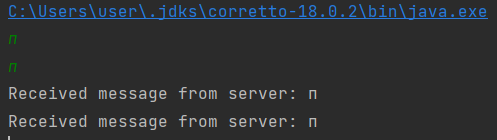 C:\Users\user\.jdks\corretto-18.0.2\bin\java.exe
п
п
Received message from server: п
Received message from server: п